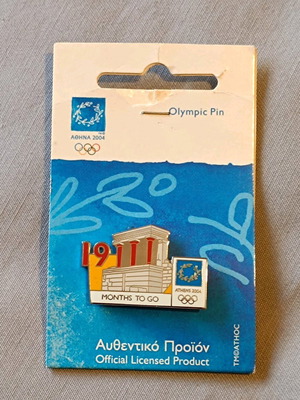 Olympic Pin
ΑΘΗΝΑ 2004
19
MONTHS TO GO
ATHENS 2004
Αυθεντικό Προϊόν
Official Licensed Product